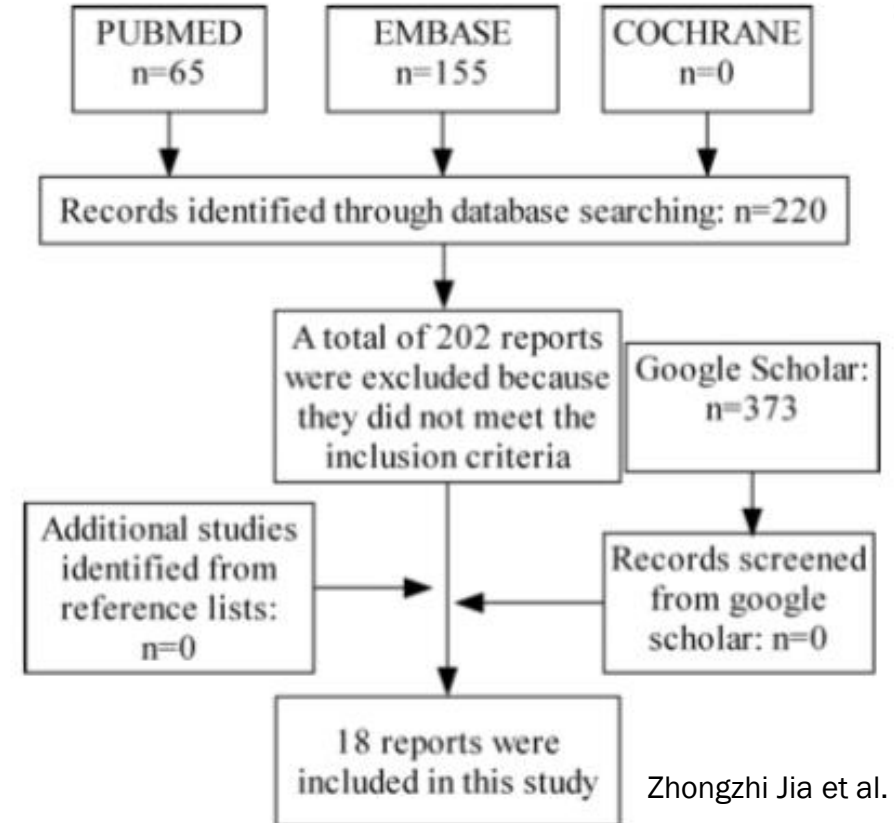 PUBMED
n=65
EMBASE
n=155
COCHRANE
n=0
Records identified through database searching: n=220
A total of 202 reports
were excluded because
they did not meet the
inclusion criteria
Google Scholar:
n=373
Additional studies
identified from
reference lists:
n=0
Records screened
from google
scholar: n=0
18 reports were
included in this study
Zhongzhi Jia et al.